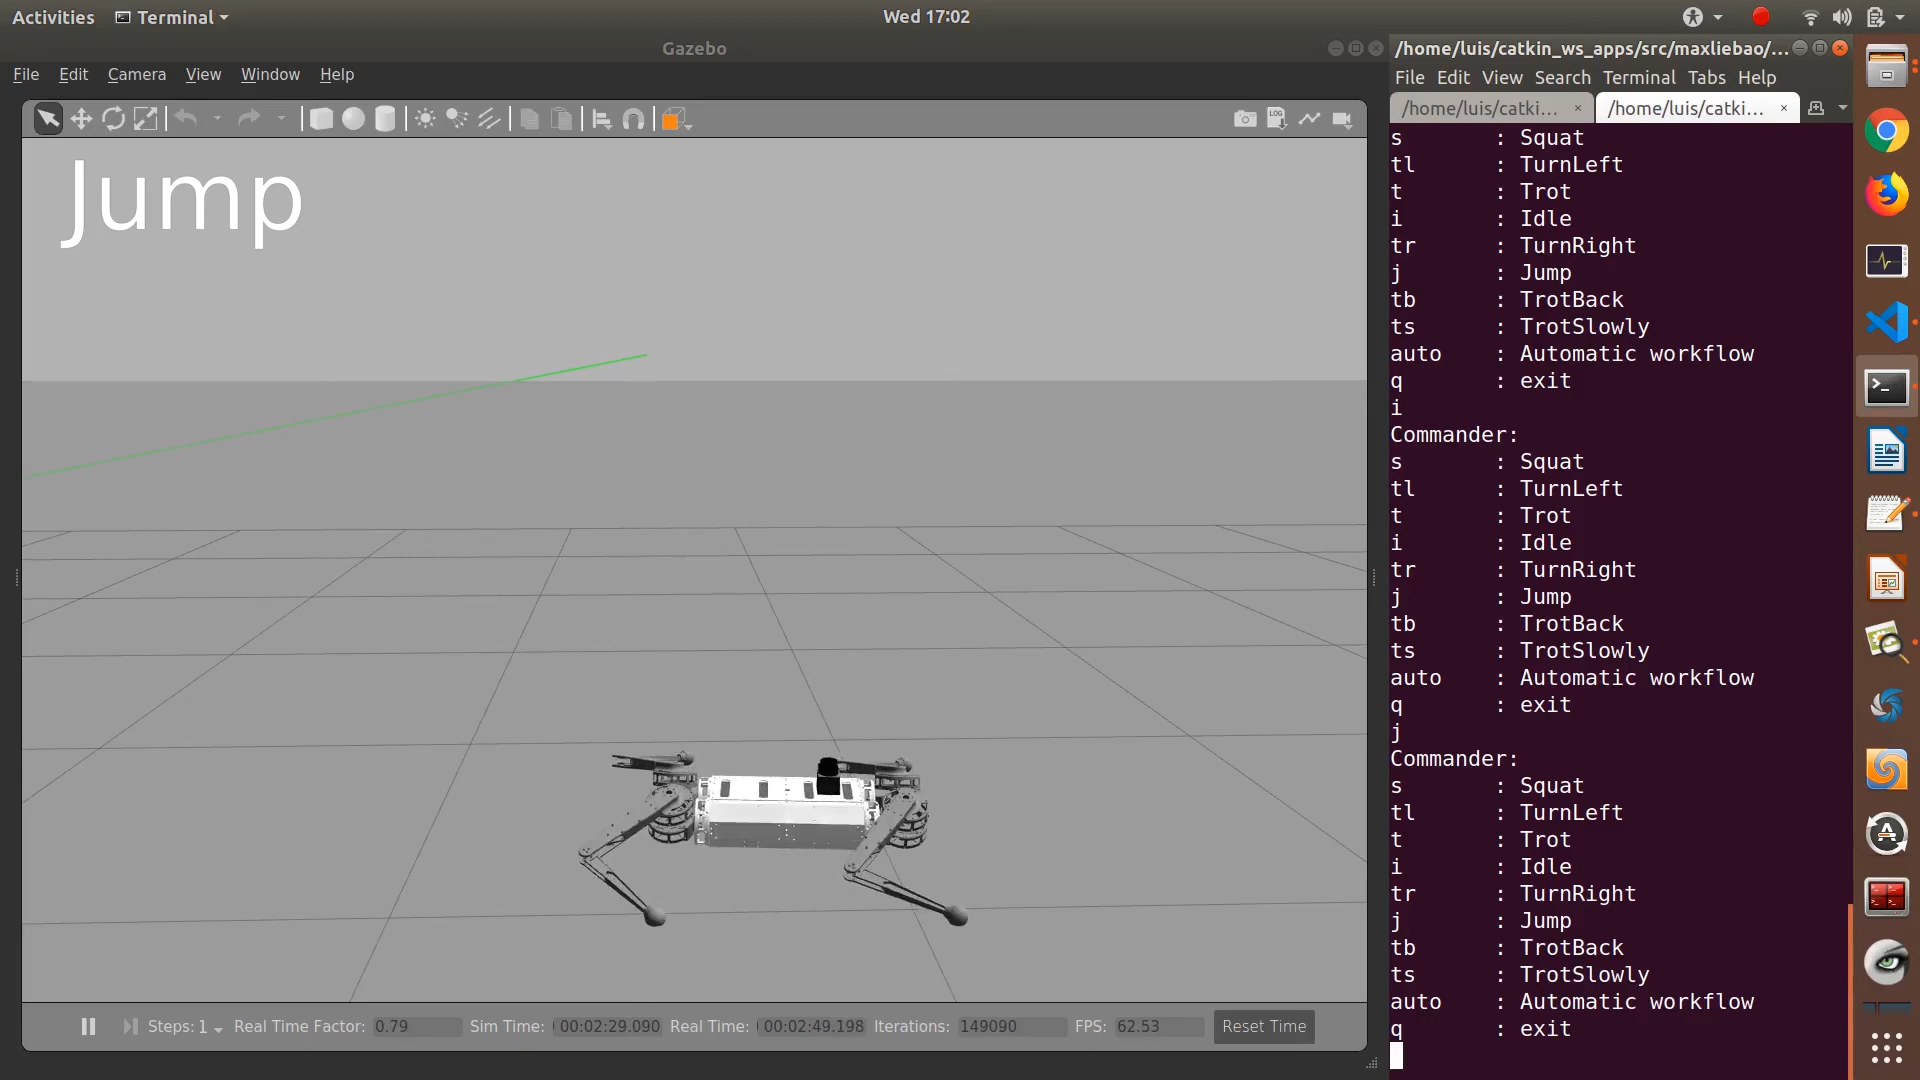 Activities Terminal Wed 17:02
Gazebo
File Edit Camera View Window Help
LOG
Jump
Steps: 1 Real Time Factor: 0.79 Sim Time: 00:02:29.090 Real Time: 00:02:49.198 Iterations: 149090 FPS: 62.53 Reset Time
/home/luis/catkin_ws_apps/src/maxliebao/...
File Edit View Search Terminal Tabs Help
/home/luis/catki... × /home/luis/catki... ×
s : Squat
tl : TurnLeft
t : Trot
i : Idle
tr : TurnRight
j : Jump
tb : TrotBack
ts : TrotSlowly
auto : Automatic workflow
q : exit
i
Commander:
s : Squat
tl : TurnLeft
t : Trot
i : Idle
tr : TurnRight
j : Jump
tb : TrotBack
ts : TrotSlowly
auto : Automatic workflow
q : exit
j
Commander:
s : Squat
tl : TurnLeft
t : Trot
i : Idle
tr : TurnRight
j : Jump
tb : TrotBack
ts : TrotSlowly
auto : Automatic workflow
q : exit